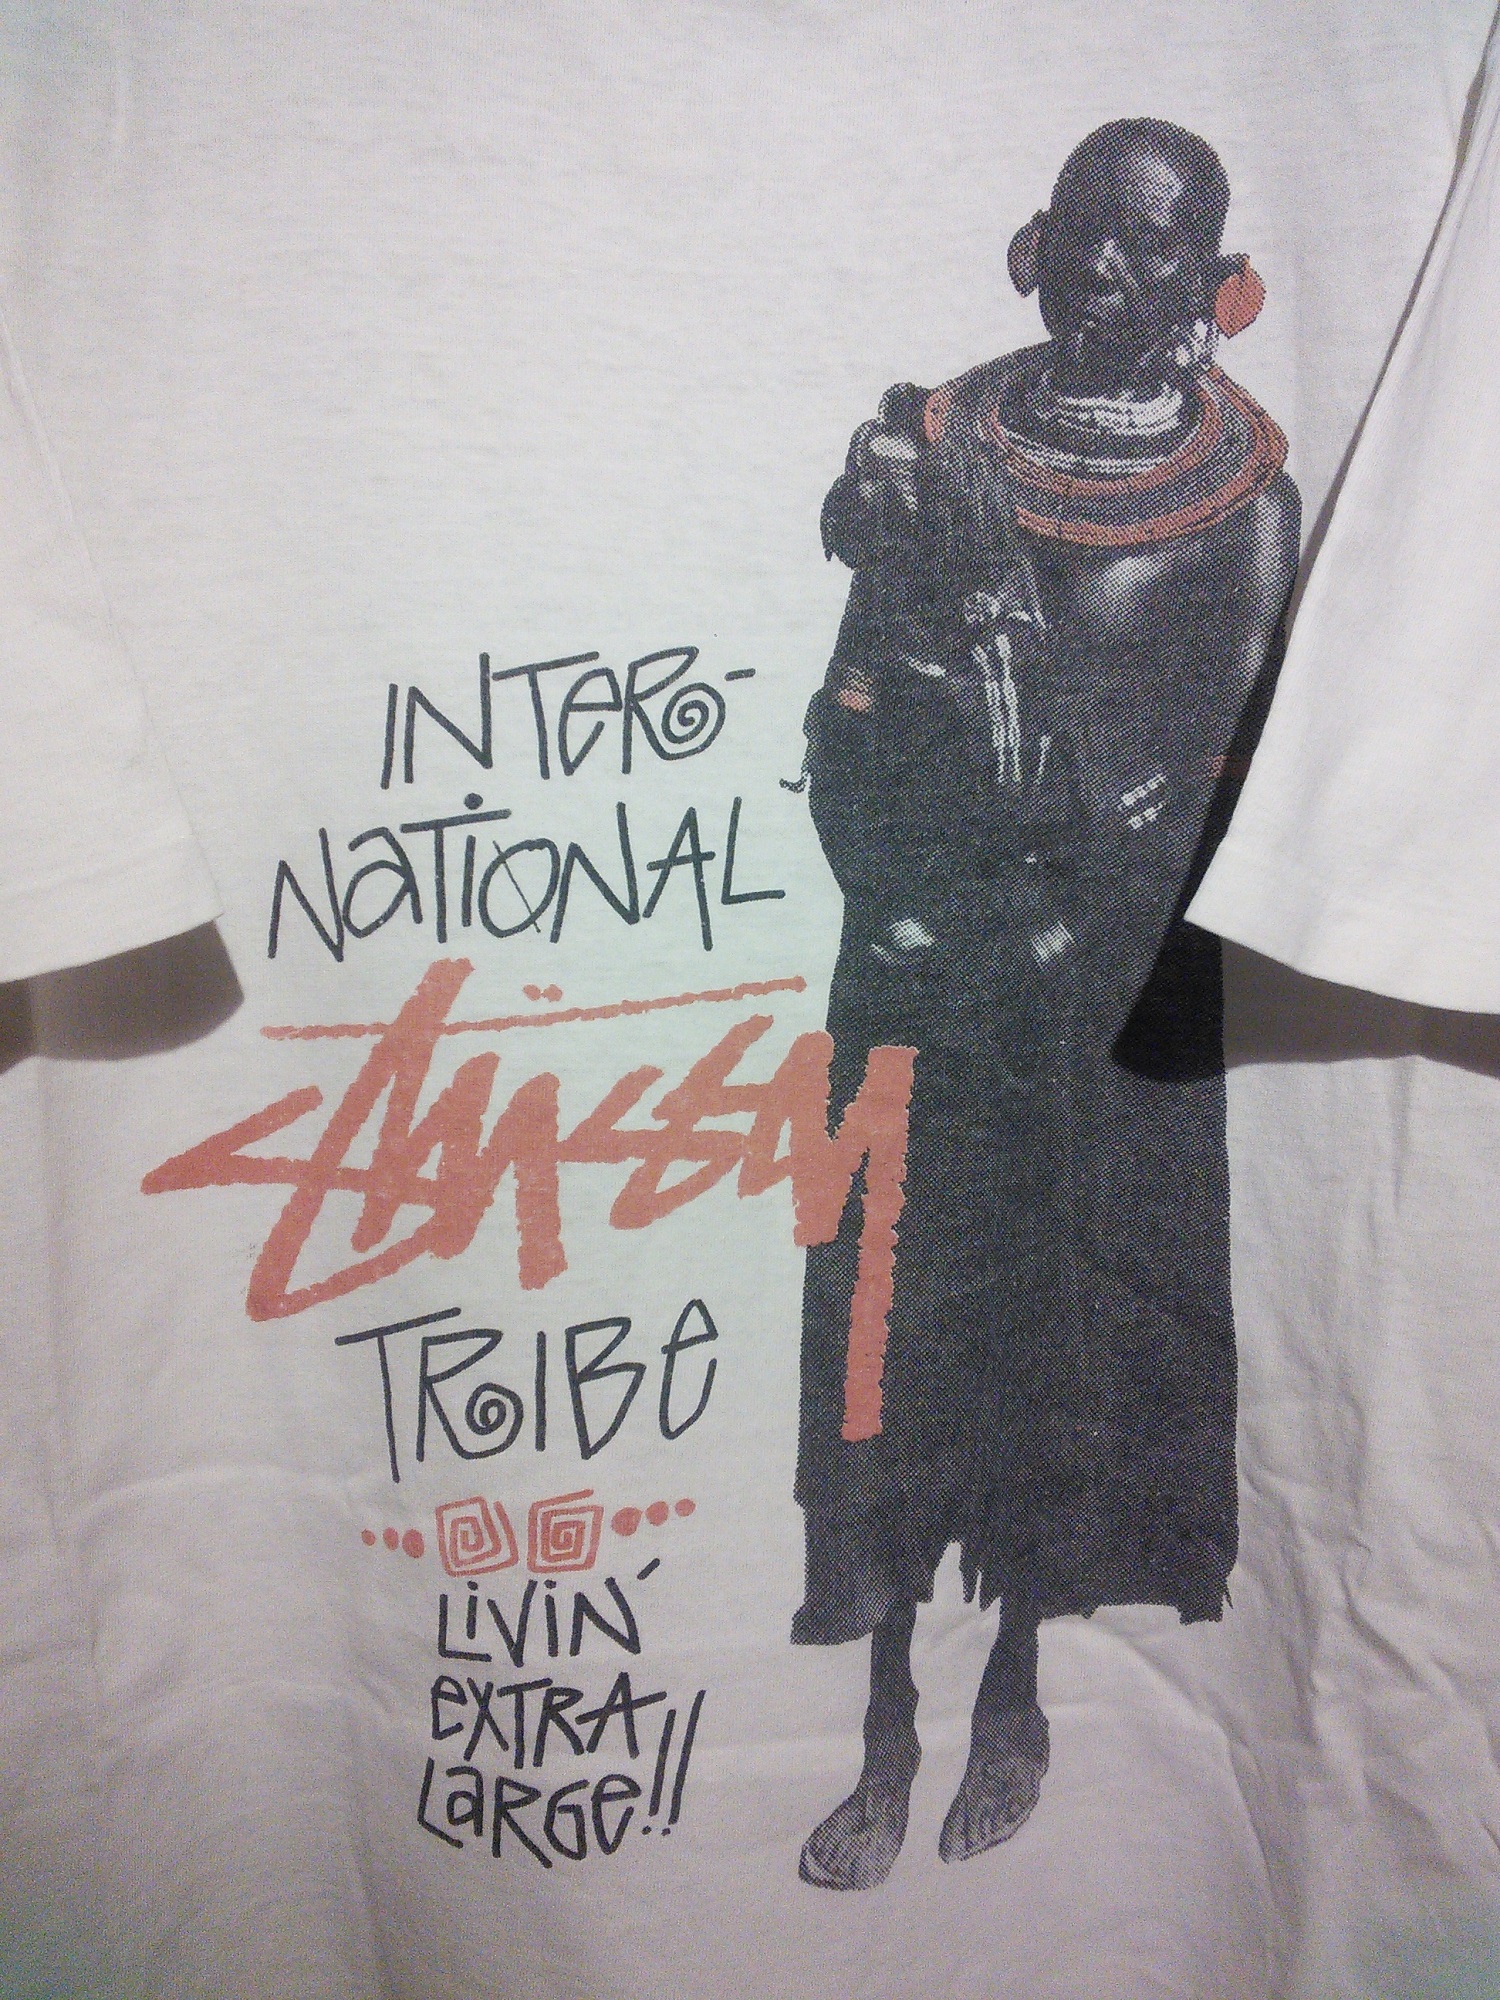 INTER-
NATIONAL
Stüssy
TRIBE
LIVIN'
EXTRA
LARGE!!